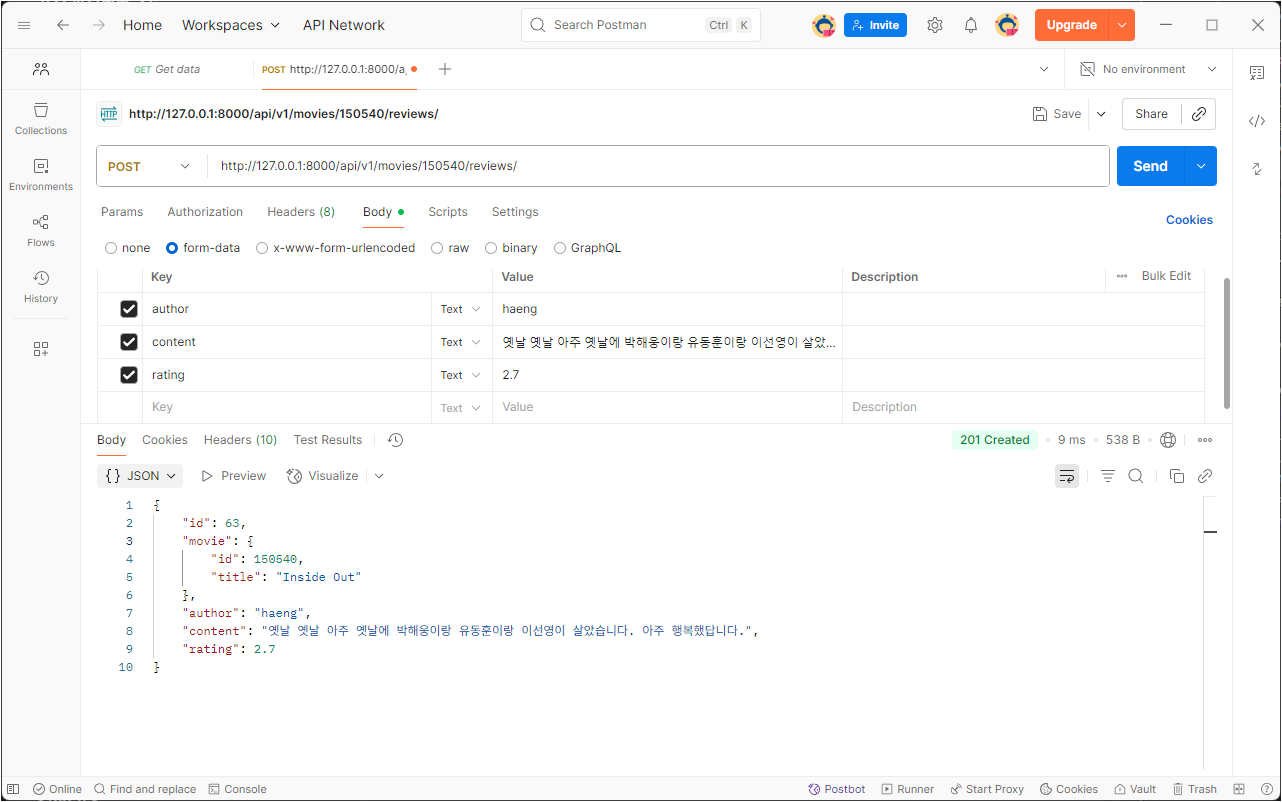 Home Workspaces API Network Search Postman Ctrl K Invite Upgrade
GET Get data POST http://127.0.0.1:8000/a No environment
HTTP http://127.0.0.1:8000/api/v1/movies/150540/reviews/ Save Share
Collections
POST http://127.0.0.1:8000/api/v1/movies/150540/reviews/ Send
Environments
Params Authorization Headers (8) Body Scripts Settings Cookies
Flows
none form-data x-www-form-urlencoded raw binary GraphQL
History
Key Value Description Bulk Edit
author Text haeng
content Text 옛날 옛날 아주 옛날에 박해웅이랑 유동훈이랑 이선영이 살았...
rating Text 2.7
Key Text Value Description
Body Cookies Headers (10) Test Results 201 Created 9 ms 538 B
{} JSON Preview Visualize
1 {
2 "id": 63,
3 "movie": {
4 "id": 150540,
5 "title": "Inside Out"
6 },
7 "author": "haeng",
8 "content": "옛날 옛날 아주 옛날에 박해웅이랑 유동훈이랑 이선영이 살았습니다. 아주 행복했답니다.",
9 "rating": 2.7
10 }
Online Find and replace Console Postbot Runner Start Proxy Cookies Vault Trash